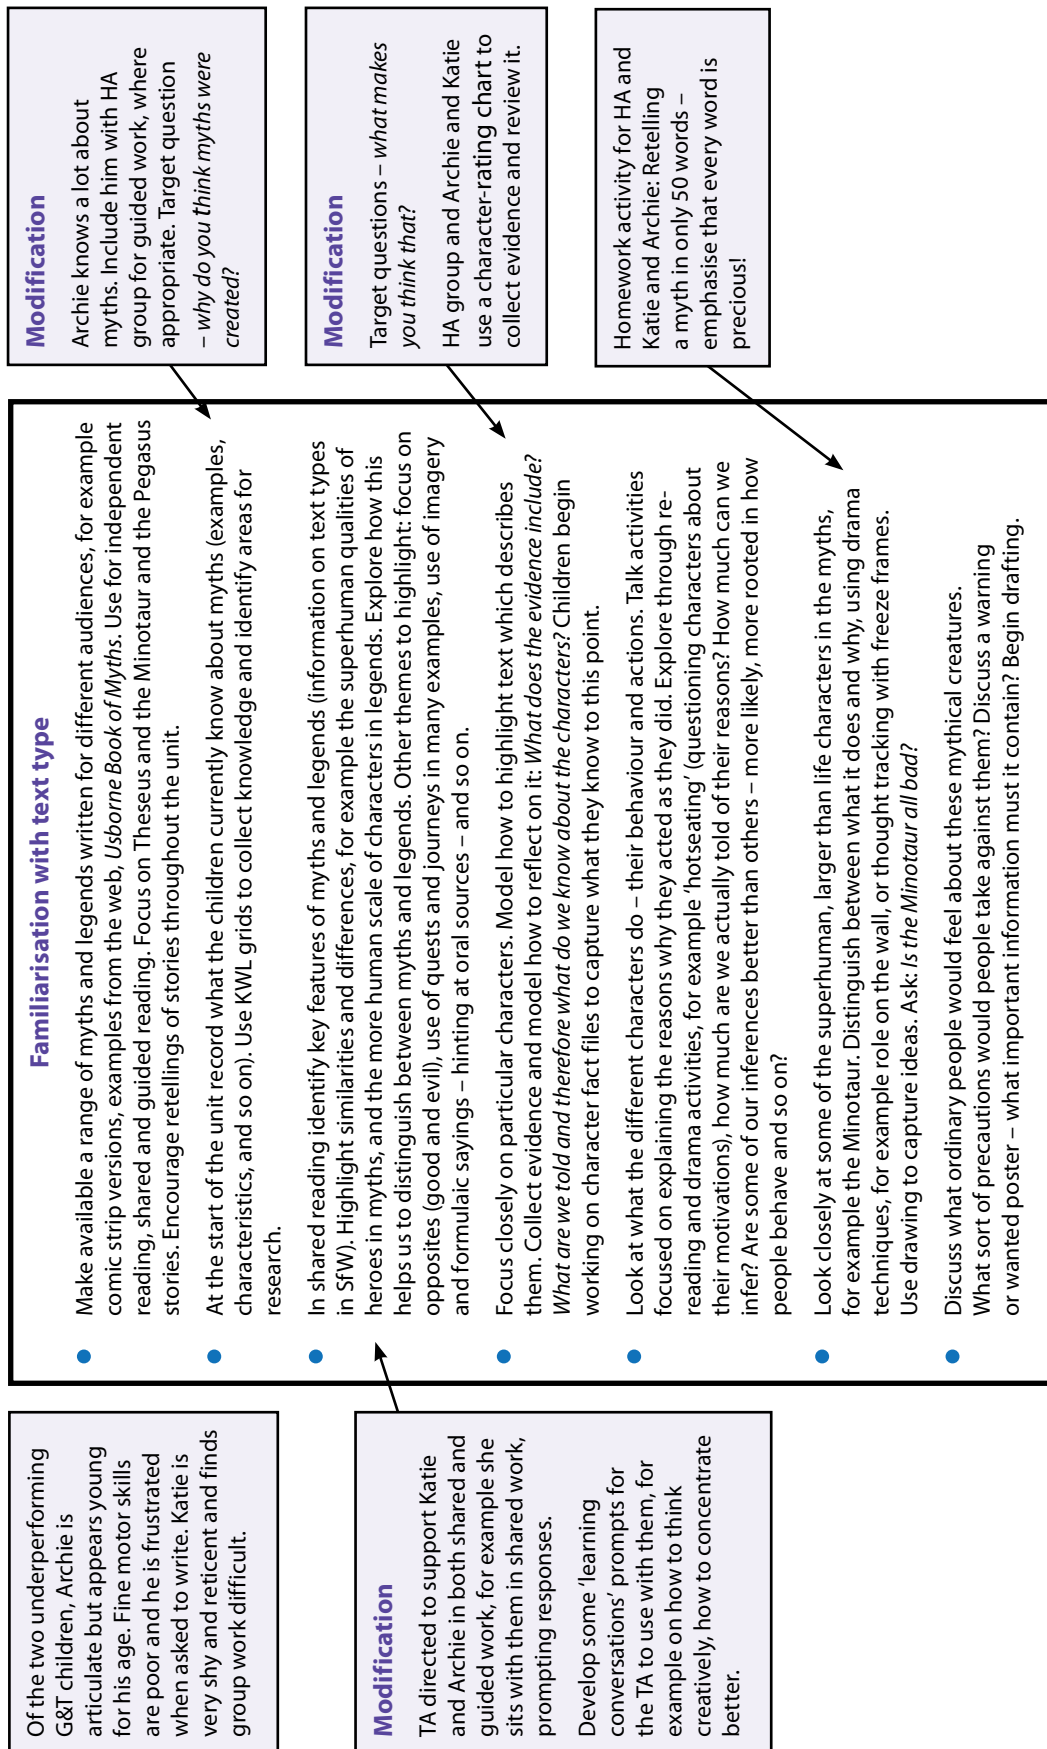 Of the two underperforming
G&T children, Archie is
articulate but appears young
for his age. Fine motor skills
are poor and he is frustrated
when asked to write. Katie is
very shy and reticent and finds
group work difficult.
Modification
TA directed to support Katie
and Archie in both shared and
guided work, for example she
sits with them in shared work,
prompting responses.
Develop some ‘learning
conversations’ prompts for
the TA to use with them, for
example on how to think
creatively, how to concentrate
better.
Familiarisation with text type
● Make available a range of myths and legends written for different audiences, for example
comic strip versions, examples from the web, Usborne Book of Myths. Use for independent
reading, shared and guided reading. Focus on Theseus and the Minotaur and the Pegasus
stories. Encourage retellings of stories throughout the unit.
● At the start of the unit record what the children currently know about myths (examples,
characteristics, and so on). Use KWL grids to collect knowledge and identify areas for
research.
● In shared reading identify key features of myths and legends (information on text types
in SfW). Highlight similarities and differences, for example the superhuman qualities of
heroes in myths, and the more human scale of characters in legends. Explore how this
helps us to distinguish between myths and legends. Other themes to highlight: focus on
opposites (good and evil), use of quests and journeys in many examples, use of imagery
and formulaic sayings – hinting at oral sources – and so on.
● Focus closely on particular characters. Model how to highlight text which describes
them. Collect evidence and model how to reflect on it: What does the evidence include?
What are we told and therefore what do we know about the characters? Children begin
working on character fact files to capture what they know to this point.
● Look at what the different characters do – their behaviour and actions. Talk activities
focused on explaining the reasons why they acted as they did. Explore through re-
reading and drama activities, for example ‘hotseating’ (questioning characters about
their motivations), how much are we actually told of their reasons? How much can we
infer? Are some of our inferences better than others – more likely, more rooted in how
people behave and so on?
● Look closely at some of the superhuman, larger than life characters in the myths,
for example the Minotaur. Distinguish between what it does and why, using drama
techniques, for example role on the wall, or thought tracking with freeze frames.
Use drawing to capture ideas. Ask: Is the Minotaur all bad?
● Discuss what ordinary people would feel about these mythical creatures.
What sort of precautions would people take against them? Discuss a warning
or wanted poster – what important information must it contain? Begin drafting.
Modification
Archie knows a lot about
myths. Include him with HA
group for guided work, where
appropriate. Target question
– why do you think myths were
created?
Modification
Target questions – what makes
you think that?
HA group and Archie and Katie
use a character-rating chart to
collect evidence and review it.
Homework activity for HA and
Katie and Archie: Retelling
a myth in only 50 words –
emphasise that every word is
precious!